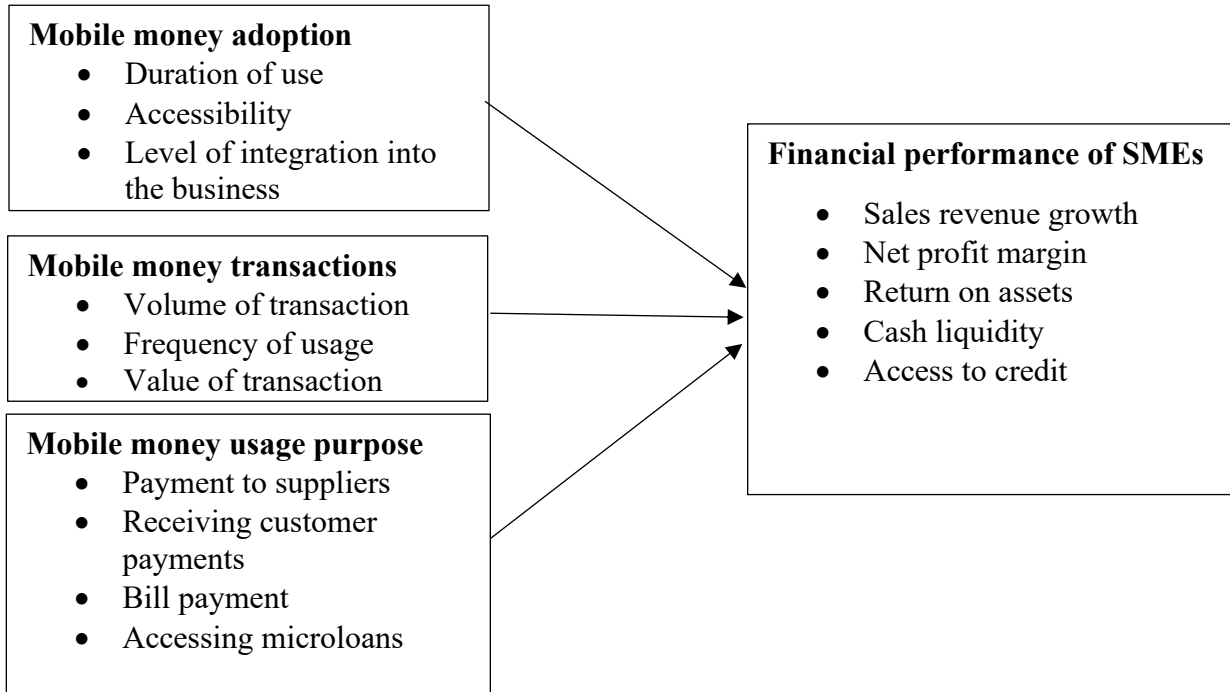 Mobile money adoption
• Duration of use
• Accessibility
• Level of integration into
the business
Mobile money transactions
• Volume of transaction
• Frequency of usage
• Value of transaction
Mobile money usage purpose
• Payment to suppliers
• Receiving customer
payments
• Bill payment
• Accessing microloans
Financial performance of SMEs
• Sales revenue growth
• Net profit margin
• Return on assets
• Cash liquidity
• Access to credit